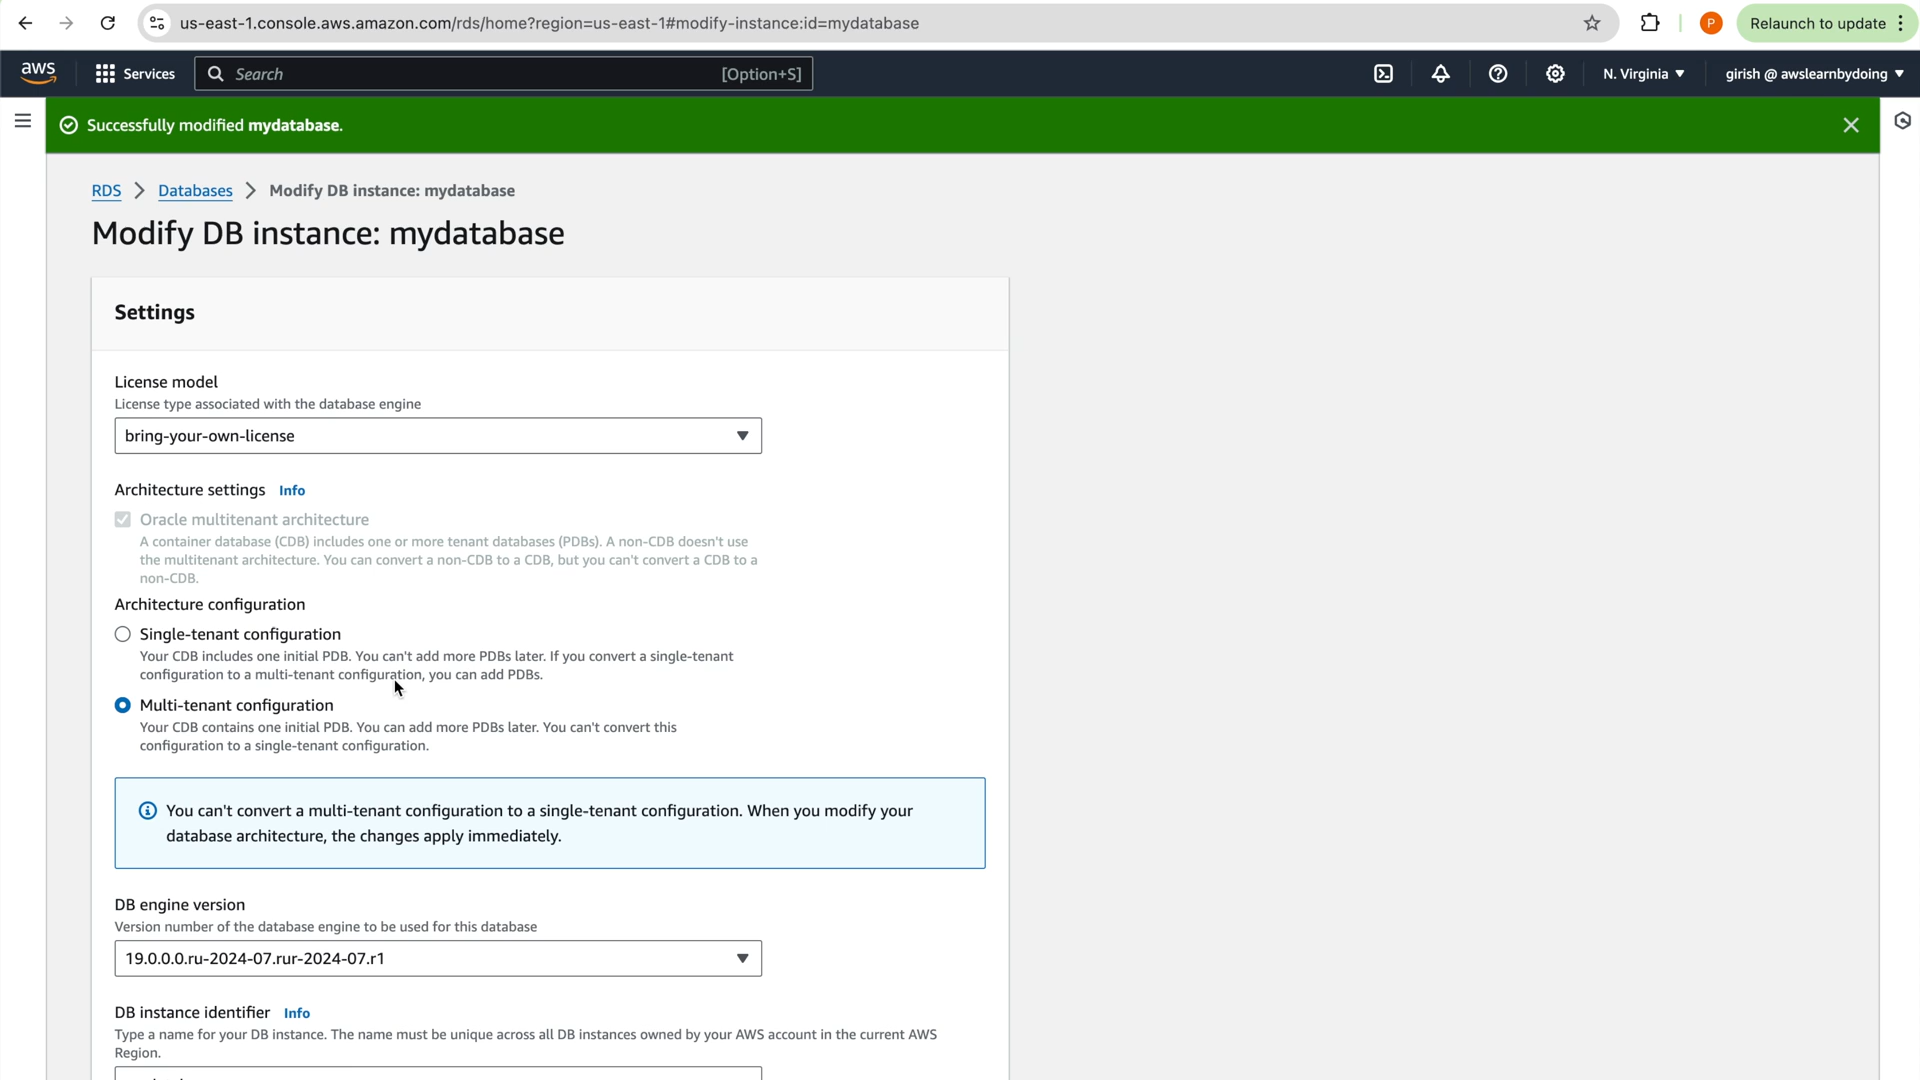 us-east-1.console.aws.amazon.com/rds/home?region=us-east-1#modify-instance:id=mydatabase
P
Relaunch to update
aws
Services
Search
[Option+S]
N. Virginia
girish @ awslearnbydoing
Successfully modified mydatabase.
RDS
Databases
Modify DB instance: mydatabase
Modify DB instance: mydatabase
Settings
License model
License type associated with the database engine
bring-your-own-license
Architecture settings Info
Oracle multitenant architecture
A container database (CDB) includes one or more tenant databases (PDBs). A non-CDB doesn't use
the multitenant architecture. You can convert a non-CDB to a CDB, but you can't convert a CDB to a
non-CDB.
Architecture configuration
Single-tenant configuration
Your CDB includes one initial PDB. You can't add more PDBs later. If you convert a single-tenant
configuration to a multi-tenant configuration, you can add PDBs.
Multi-tenant configuration
Your CDB contains one initial PDB. You can add more PDBs later. You can't convert this
configuration to a single-tenant configuration.
You can't convert a multi-tenant configuration to a single-tenant configuration. When you modify your
database architecture, the changes apply immediately.
DB engine version
Version number of the database engine to be used for this database
19.0.0.0.ru-2024-07.rur-2024-07.r1
DB instance identifier Info
Type a name for your DB instance. The name must be unique across all DB instances owned by your AWS account in the current AWS
Region.